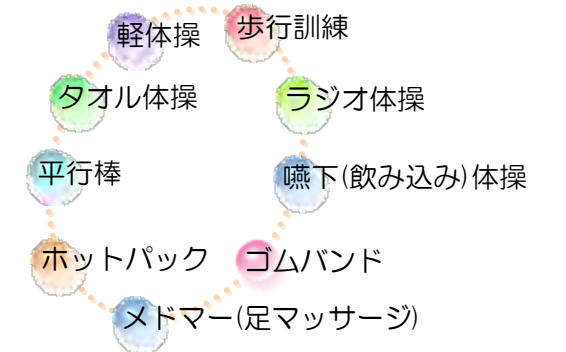 軽体操
歩行訓練
タオル体操
ラジオ体操
平行棒
嚥下(飲み込み)体操
ホットパック
ゴムバンド
メドマー(足マッサージ)